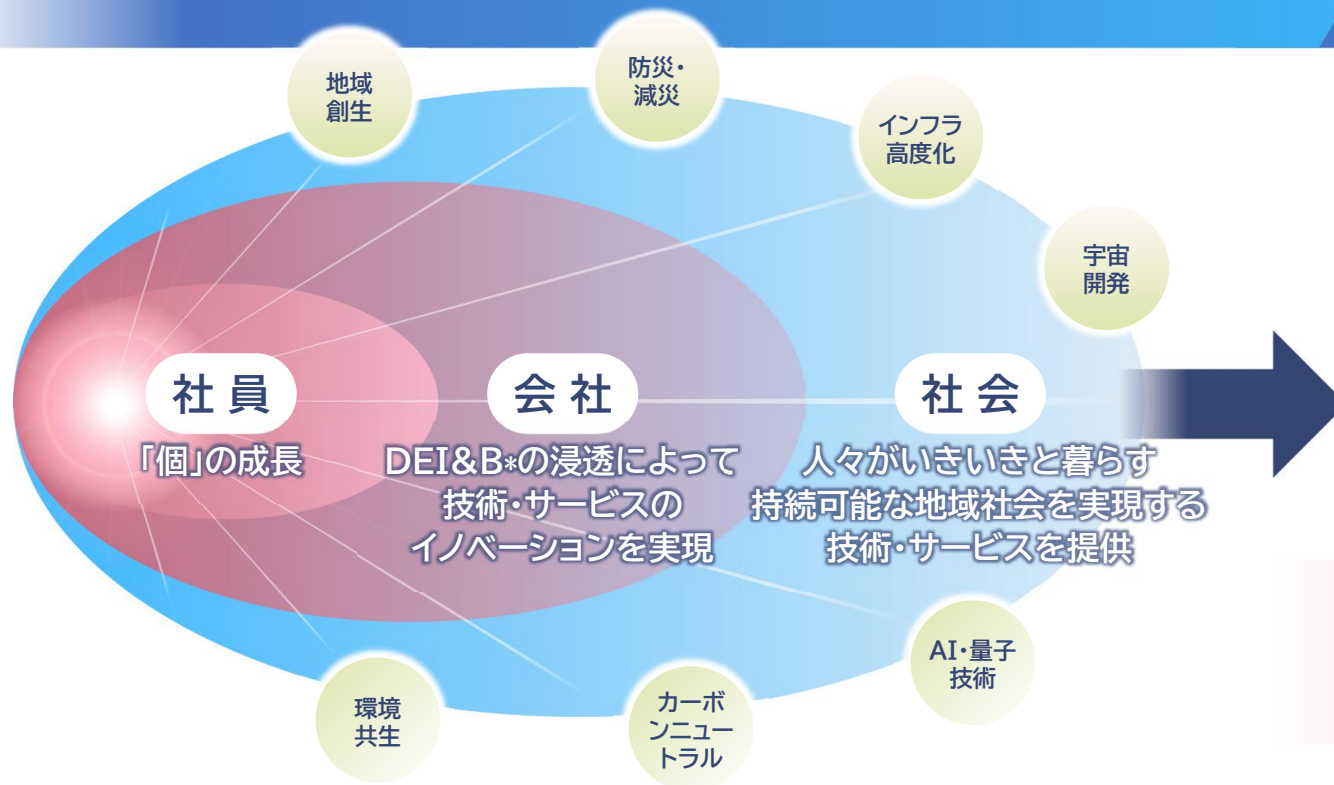 地域
創生
防災・
減災
インフラ
高度化
宇宙
開発
社員
「個」の成長
会社
DEI&B*の浸透によって
技術・サービスの
イノベーションを実現
社会
人々がいきいきと暮らす
持続可能な地域社会を実現する
技術・サービスを提供
環境
共生
カーボ
ンニュー
トラル
AI・量子
技術